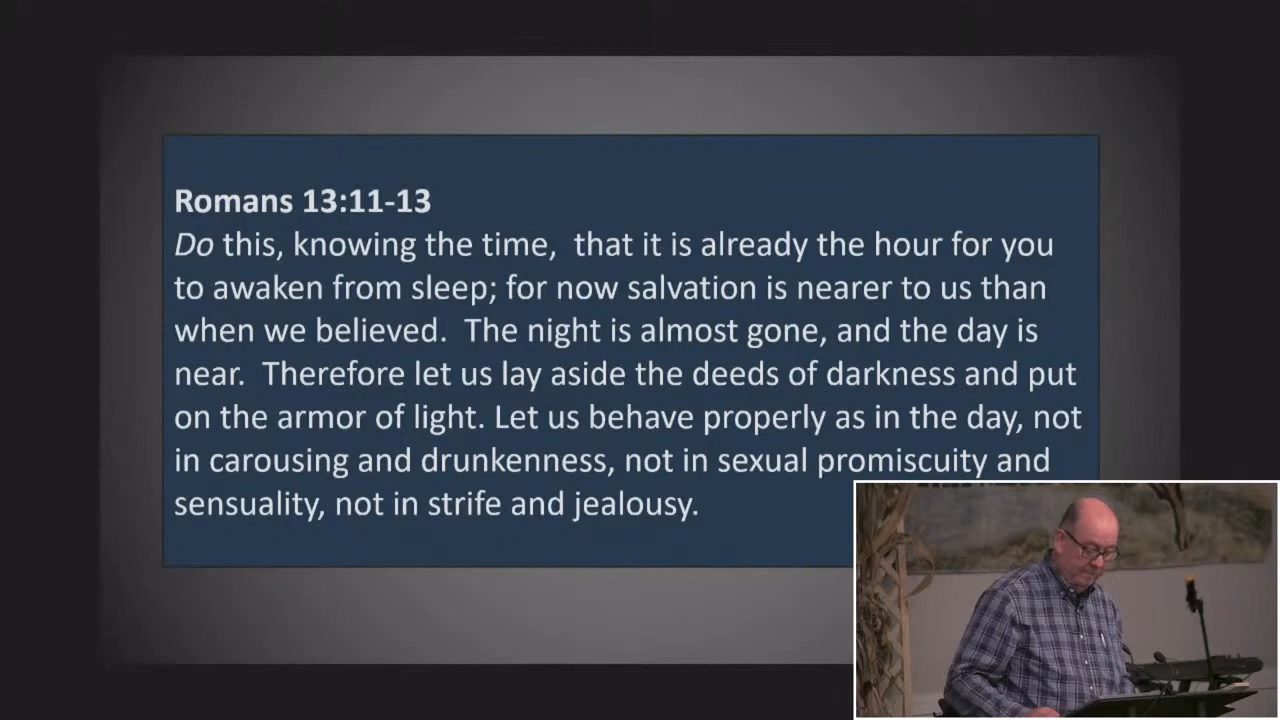 Romans 13:11-13
Do this, knowing the time,  that it is already the hour for you
to awaken from sleep; for now salvation is nearer to us than
when we believed.  The night is almost gone, and the day is
near.  Therefore let us lay aside the deeds of darkness and put
on the armor of light. Let us behave properly as in the day, not
in carousing and drunkenness, not in sexual promiscuity and
sensuality, not in strife and jealousy.